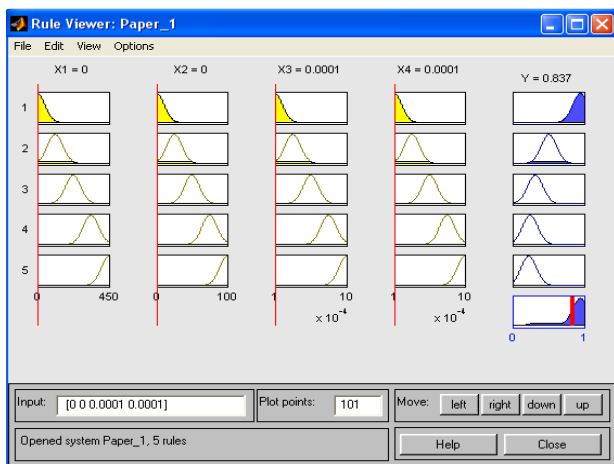 Rule Viewer: Paper_1
File Edit View Options
X1 = 0 X2 = 0 X3 = 0.0001 X4 = 0.0001 Y = 0.837
1
2
3
4
5
0 450 0 100 1 10 1 10
x 10⁻⁴ x 10⁻⁴
0 1
Input: [0 0 0.0001 0.0001] Plot points: 101 Move: left right down up
Opened system Paper_1, 5 rules Help Close